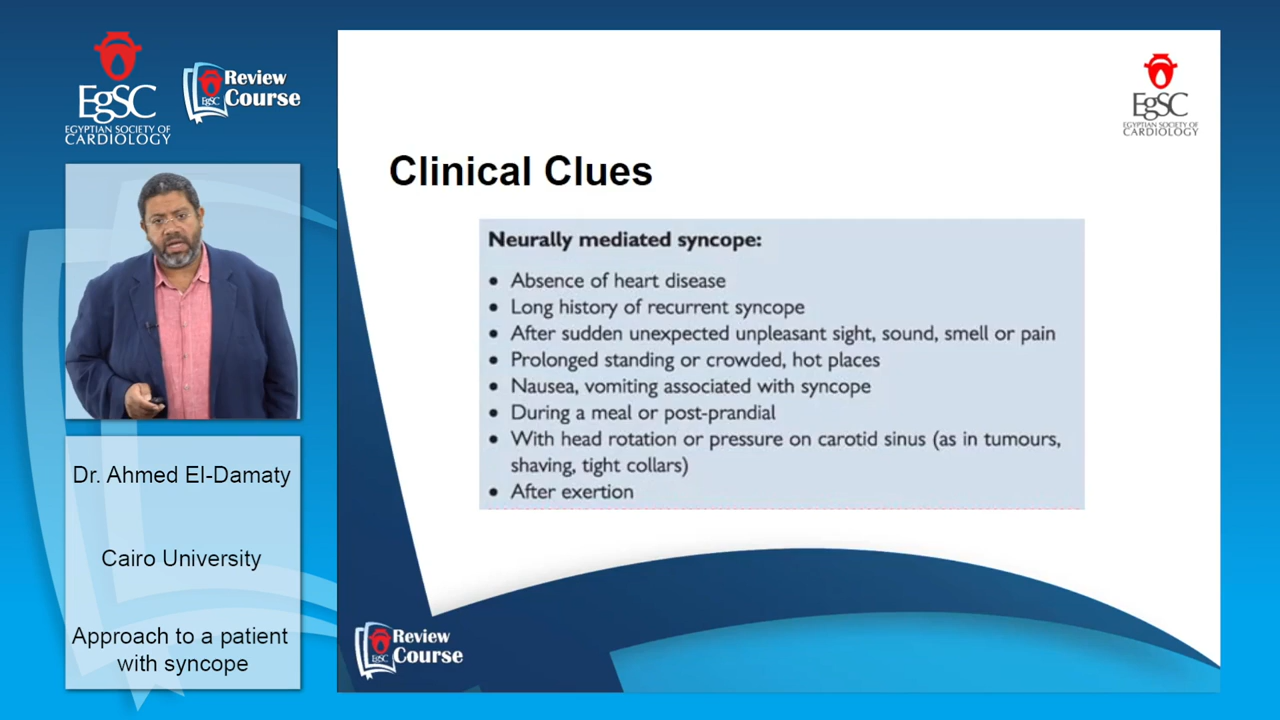 EgSC
EGYPTIAN SOCIETY OF
CARDIOLOGY
EgSC
Review
Course
Dr. Ahmed El-Damaty
Cairo University
Approach to a patient
with syncope
EgSC
EGYPTIAN SOCIETY OF
CARDIOLOGY
Clinical Clues
Neurally mediated syncope:
• Absence of heart disease
• Long history of recurrent syncope
• After sudden unexpected unpleasant sight, sound, smell or pain
• Prolonged standing or crowded, hot places
• Nausea, vomiting associated with syncope
• During a meal or post-prandial
• With head rotation or pressure on carotid sinus (as in tumours,
shaving, tight collars)
• After exertion
EgSC
Review
Course